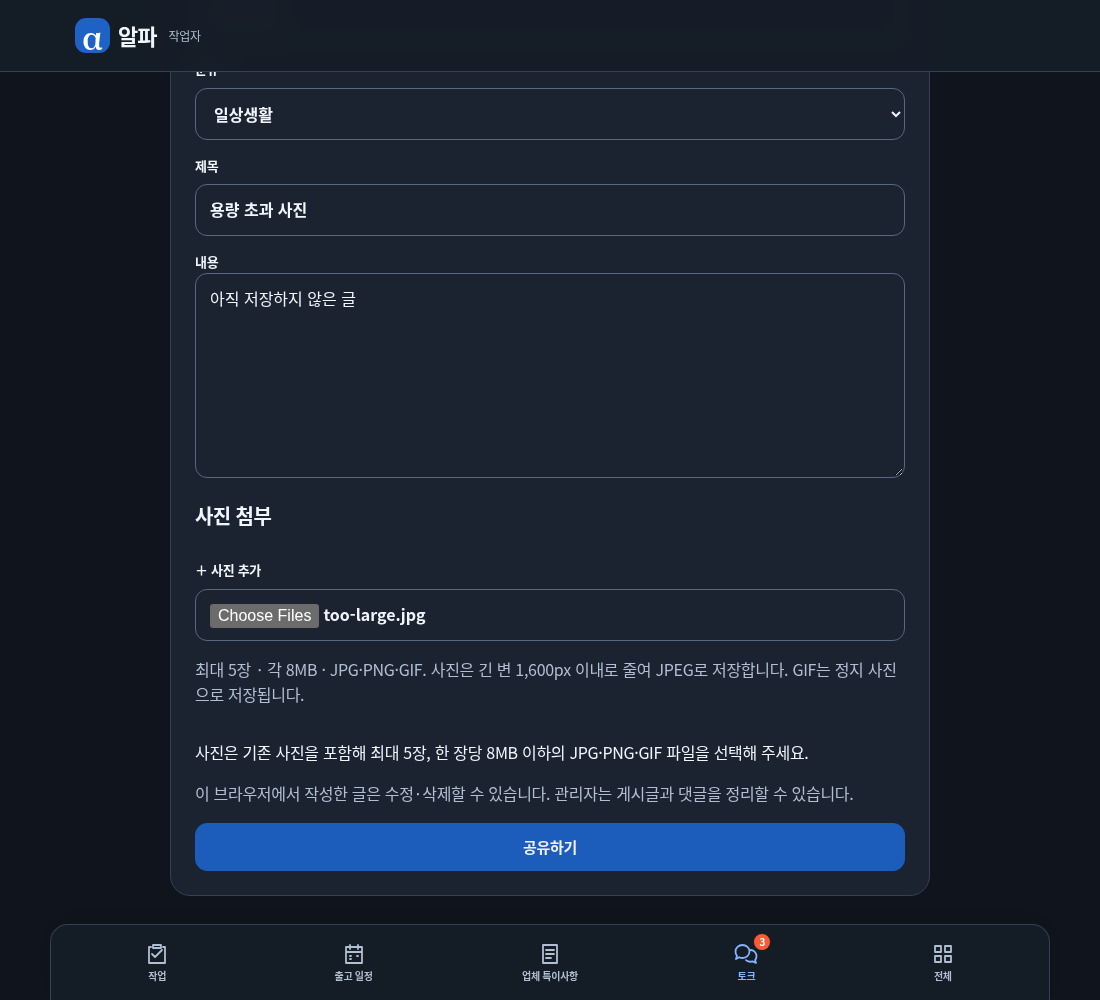 α 알파 작업자
일상생활
제목
용량 초과 사진
내용
아직 저장하지 않은 글
사진 첨부
+ 사진 추가
Choose Files too-large.jpg
최대 5장 · 각 8MB · JPG·PNG·GIF. 사진은 긴 변 1,600px 이내로 줄여 JPEG로 저장합니다. GIF는 정지 사진
으로 저장됩니다.
사진은 기존 사진을 포함해 최대 5장, 한 장당 8MB 이하의 JPG·PNG·GIF 파일을 선택해 주세요.
이 브라우저에서 작성한 글은 수정·삭제할 수 있습니다. 관리자는 게시글과 댓글을 정리할 수 있습니다.
공유하기
3
작업 출고 일정 업체 특이사항 토크 전체